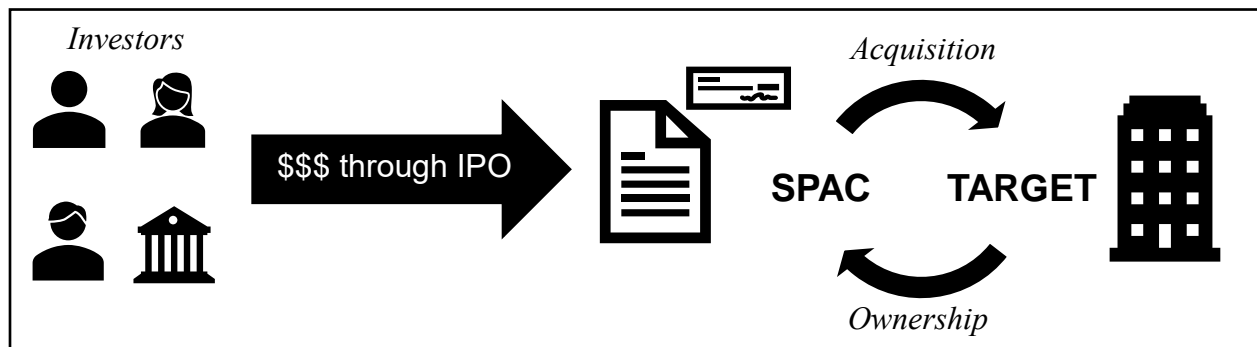 Investors
$$$ through IPO
Acquisition
SPAC
TARGET
Ownership